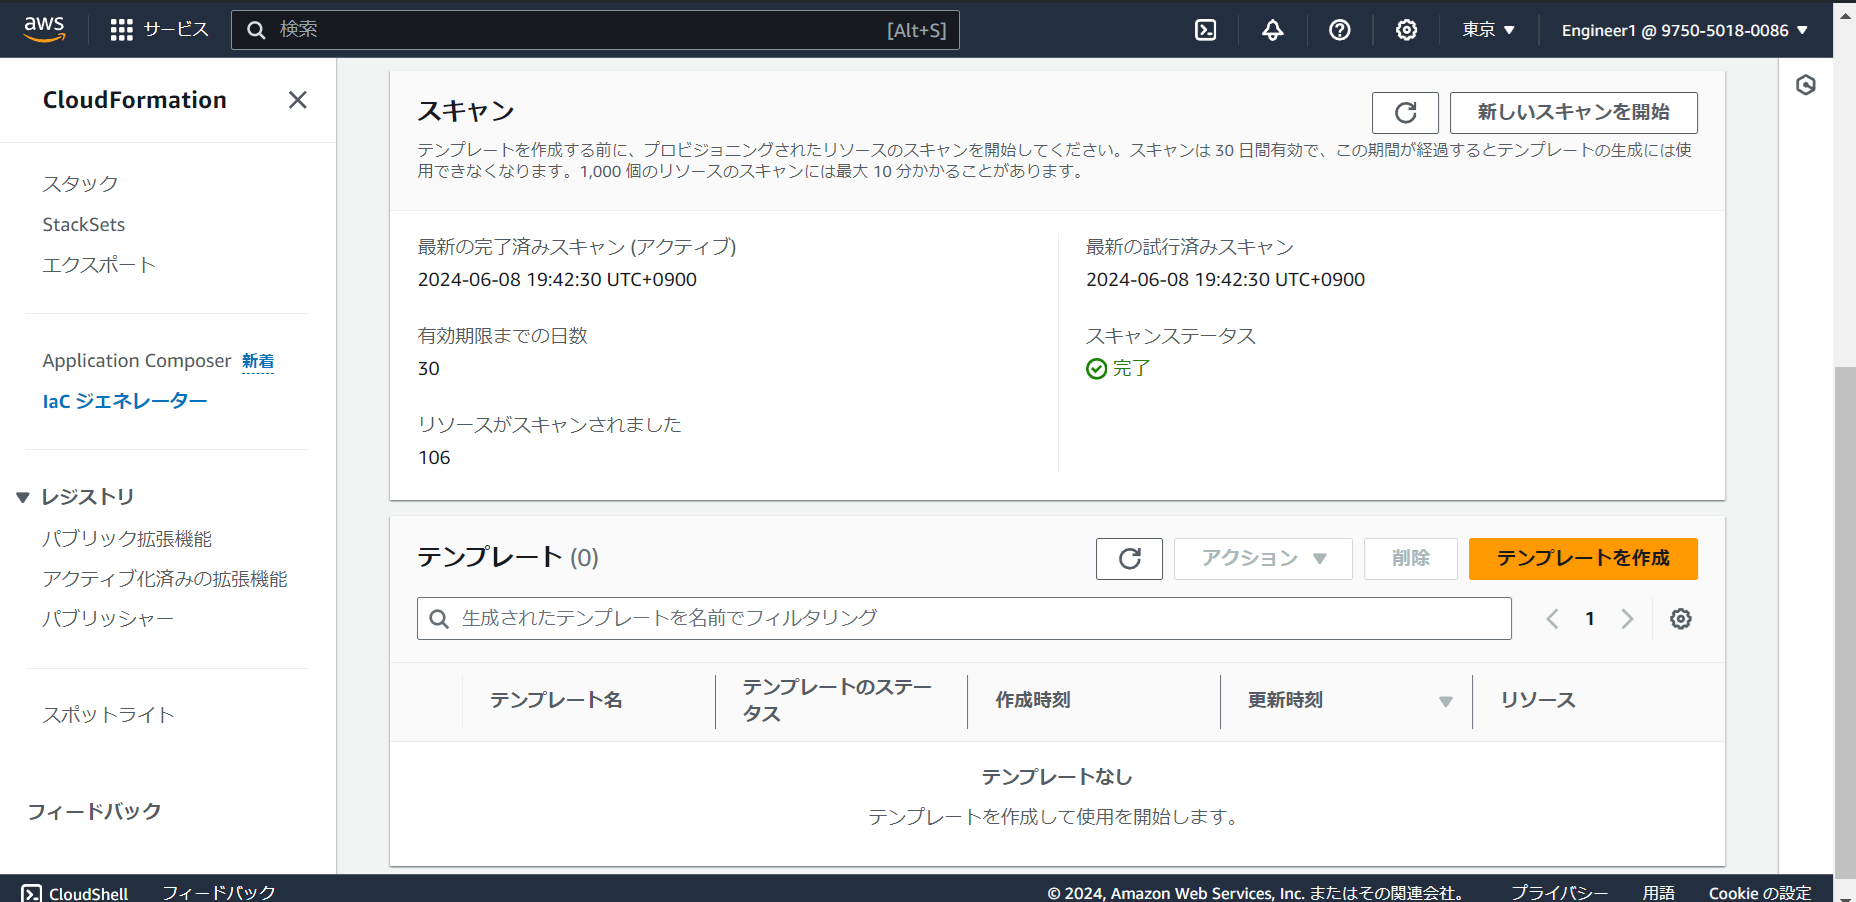 aws
サービス
検索
[Alt+S]
東京 ▼
Engineer1 @ 9750-5018-0086 ▼
CloudFormation
スタック
StackSets
エクスポート
Application Composer 新着
IaC ジェネレーター
▼ レジストリ
パブリック拡張機能
アクティブ化済みの拡張機能
パブリッシャー
スポットライト
フィードバック
スキャン
新しいスキャンを開始
テンプレートを作成する前に、プロビジョニングされたリソースのスキャンを開始してください。スキャンは 30 日間有効で、この期間が経過するとテンプレートの生成には使
用できなくなります。1,000 個のリソースのスキャンには最大 10 分かかることがあります。
最新の完了済みスキャン (アクティブ)
2024-06-08 19:42:30 UTC+0900
有効期限までの日数
30
リソースがスキャンされました
106
最新の試行済みスキャン
2024-06-08 19:42:30 UTC+0900
スキャンステータス
完了
テンプレート (0)
アクション ▼
削除
テンプレートを作成
生成されたテンプレートを名前でフィルタリング
1
テンプレート名
テンプレートのステー
タス
作成時刻
更新時刻
リソース
テンプレートなし
テンプレートを作成して使用を開始します。
CloudShell
フィードバック
© 2024, Amazon Web Services, Inc. またはその関連会社。
プライバシー
用語
Cookie の設定